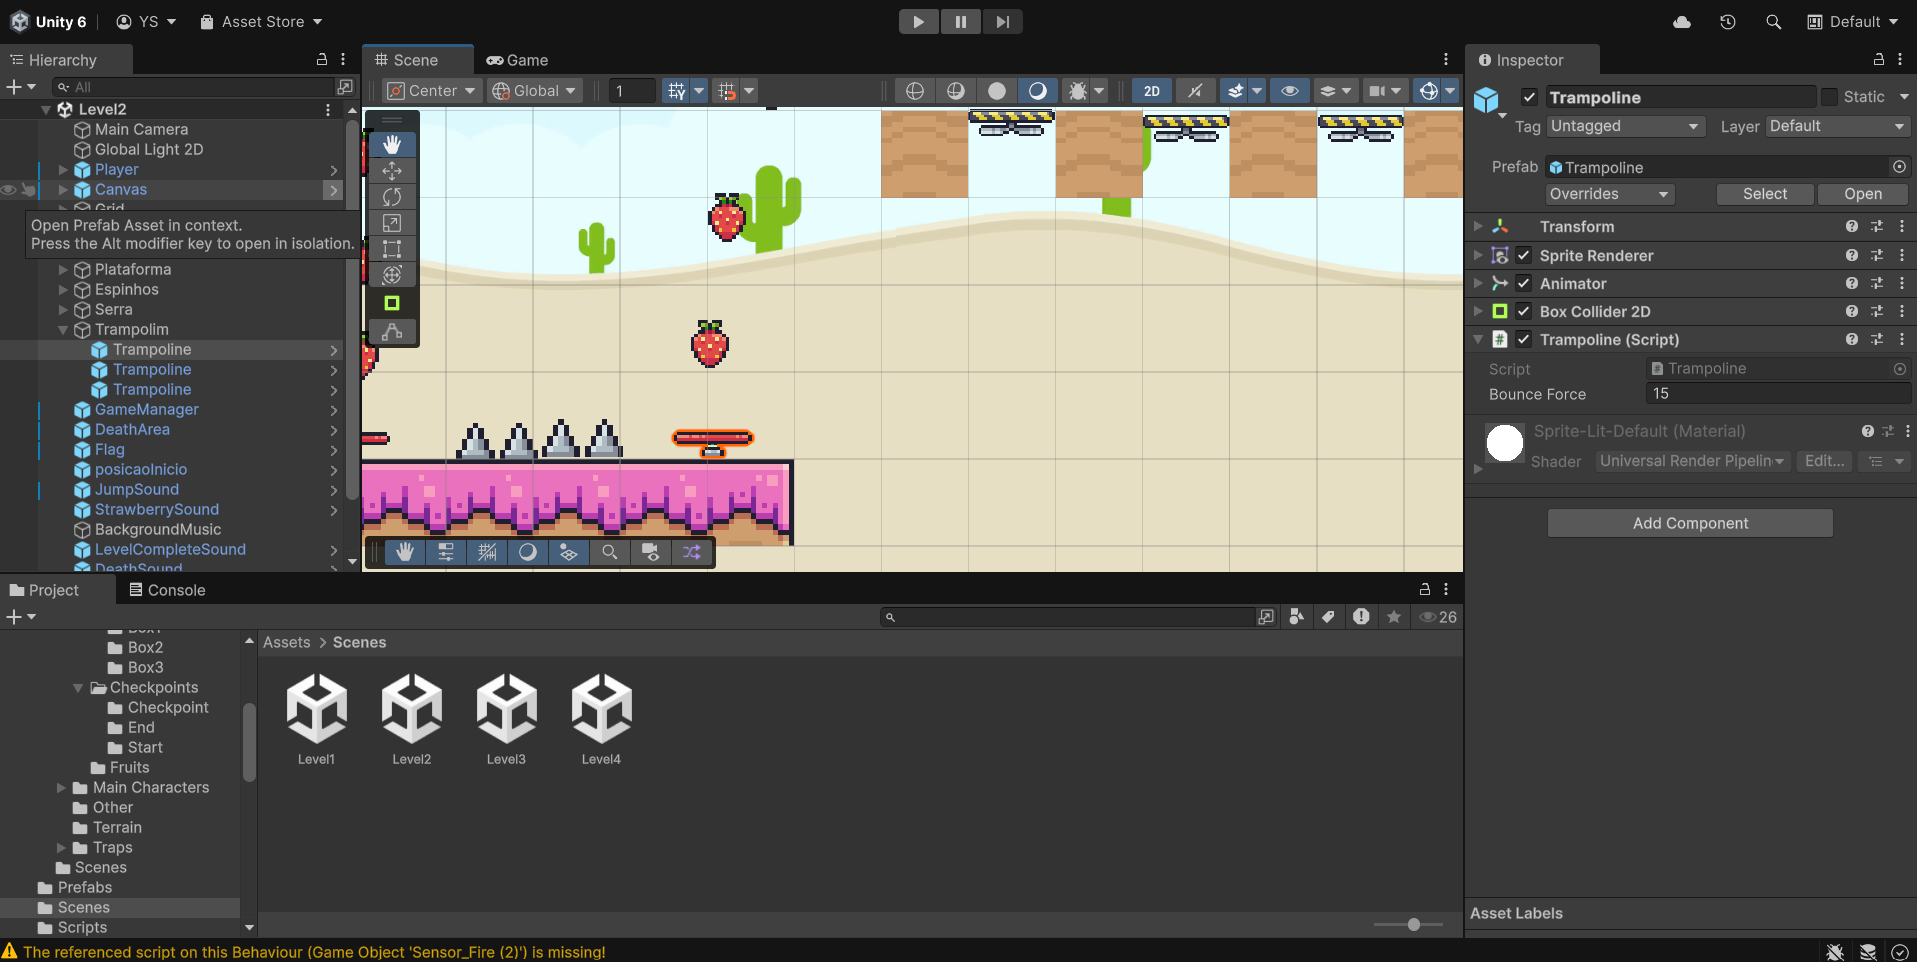 Unity 6
YS
Asset Store
Default
Hierarchy
Scene
Game
Inspector
All
Center
Global
1
2D
Level2
Main Camera
Global Light 2D
Player
Canvas
Grid
Open Prefab Asset in context.
Press the Alt modifier key to open in isolation.
Plataforma
Espinhos
Serra
Trampolim
Trampoline
Trampoline
Trampoline
GameManager
DeathArea
Flag
posicaoInicio
JumpSound
StrawberrySound
BackgroundMusic
LevelCompleteSound
DeathSound
Trampoline
Static
Tag
Untagged
Layer
Default
Prefab
Trampoline
Overrides
Select
Open
Transform
Sprite Renderer
Animator
Box Collider 2D
Trampoline (Script)
Script
Trampoline
Bounce Force
15
Sprite-Lit-Default (Material)
Shader
Universal Render Pipelin
Edit...
Add Component
Asset Labels
Project
Console
26
Box1
Box2
Box3
Checkpoints
Checkpoint
End
Start
Fruits
Main Characters
Other
Terrain
Traps
Scenes
Prefabs
Scenes
Scripts
Assets > Scenes
Level1
Level2
Level3
Level4
The referenced script on this Behaviour (Game Object 'Sensor_Fire (2)') is missing!